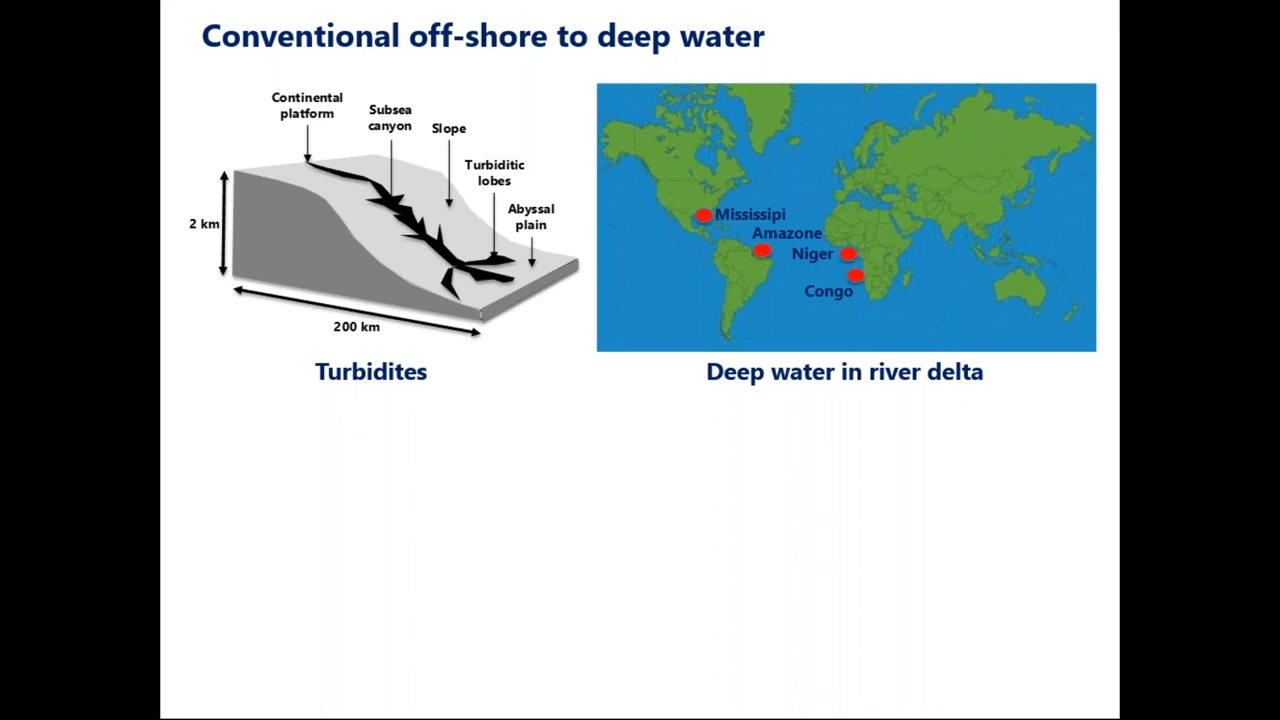 Conventional off-shore to deep water
Continental
platform
Subsea
canyon
Slope
Turbiditic
lobes
Abyssal
plain
2 km
200 km
Turbidites
Mississipi
Amazone
Niger
Congo
Deep water in river delta